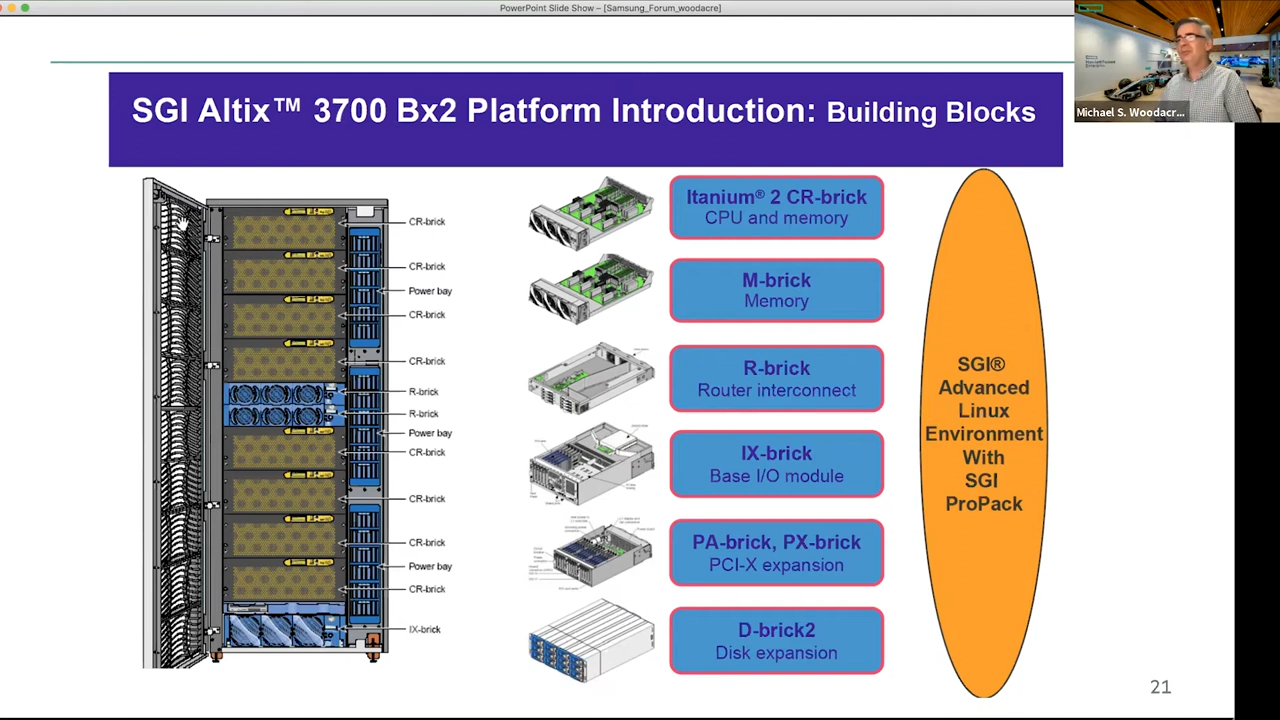 PowerPoint Slide Show – [Samsung_Forum_woodacre]
Michael S. Woodacr...
SGI Altix™ 3700 Bx2 Platform Introduction: Building Blocks
CR-brick
CR-brick
Power bay
CR-brick
CR-brick
R-brick
R-brick
Power bay
CR-brick
CR-brick
CR-brick
Power bay
CR-brick
IX-brick
Itanium® 2 CR-brick
CPU and memory
M-brick
Memory
R-brick
Router interconnect
IX-brick
Base I/O module
PA-brick, PX-brick
PCI-X expansion
D-brick2
Disk expansion
SGI®
Advanced
Linux
Environment
With
SGI
ProPack
21